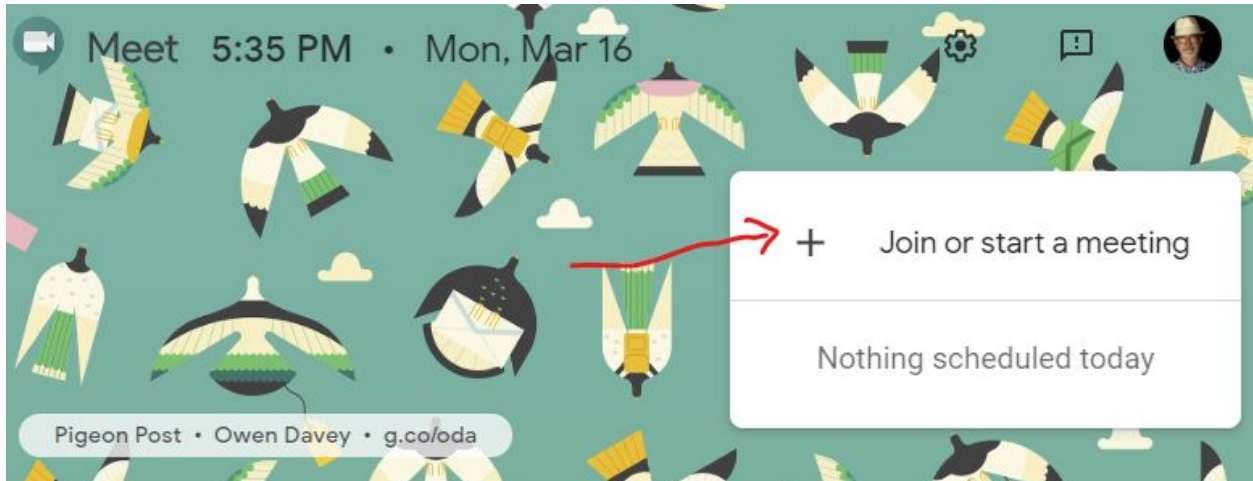 Meet 5:35 PM • Mon, Mar 16
Join or start a meeting
Nothing scheduled today
Pigeon Post • Owen Davey • g.co/oda